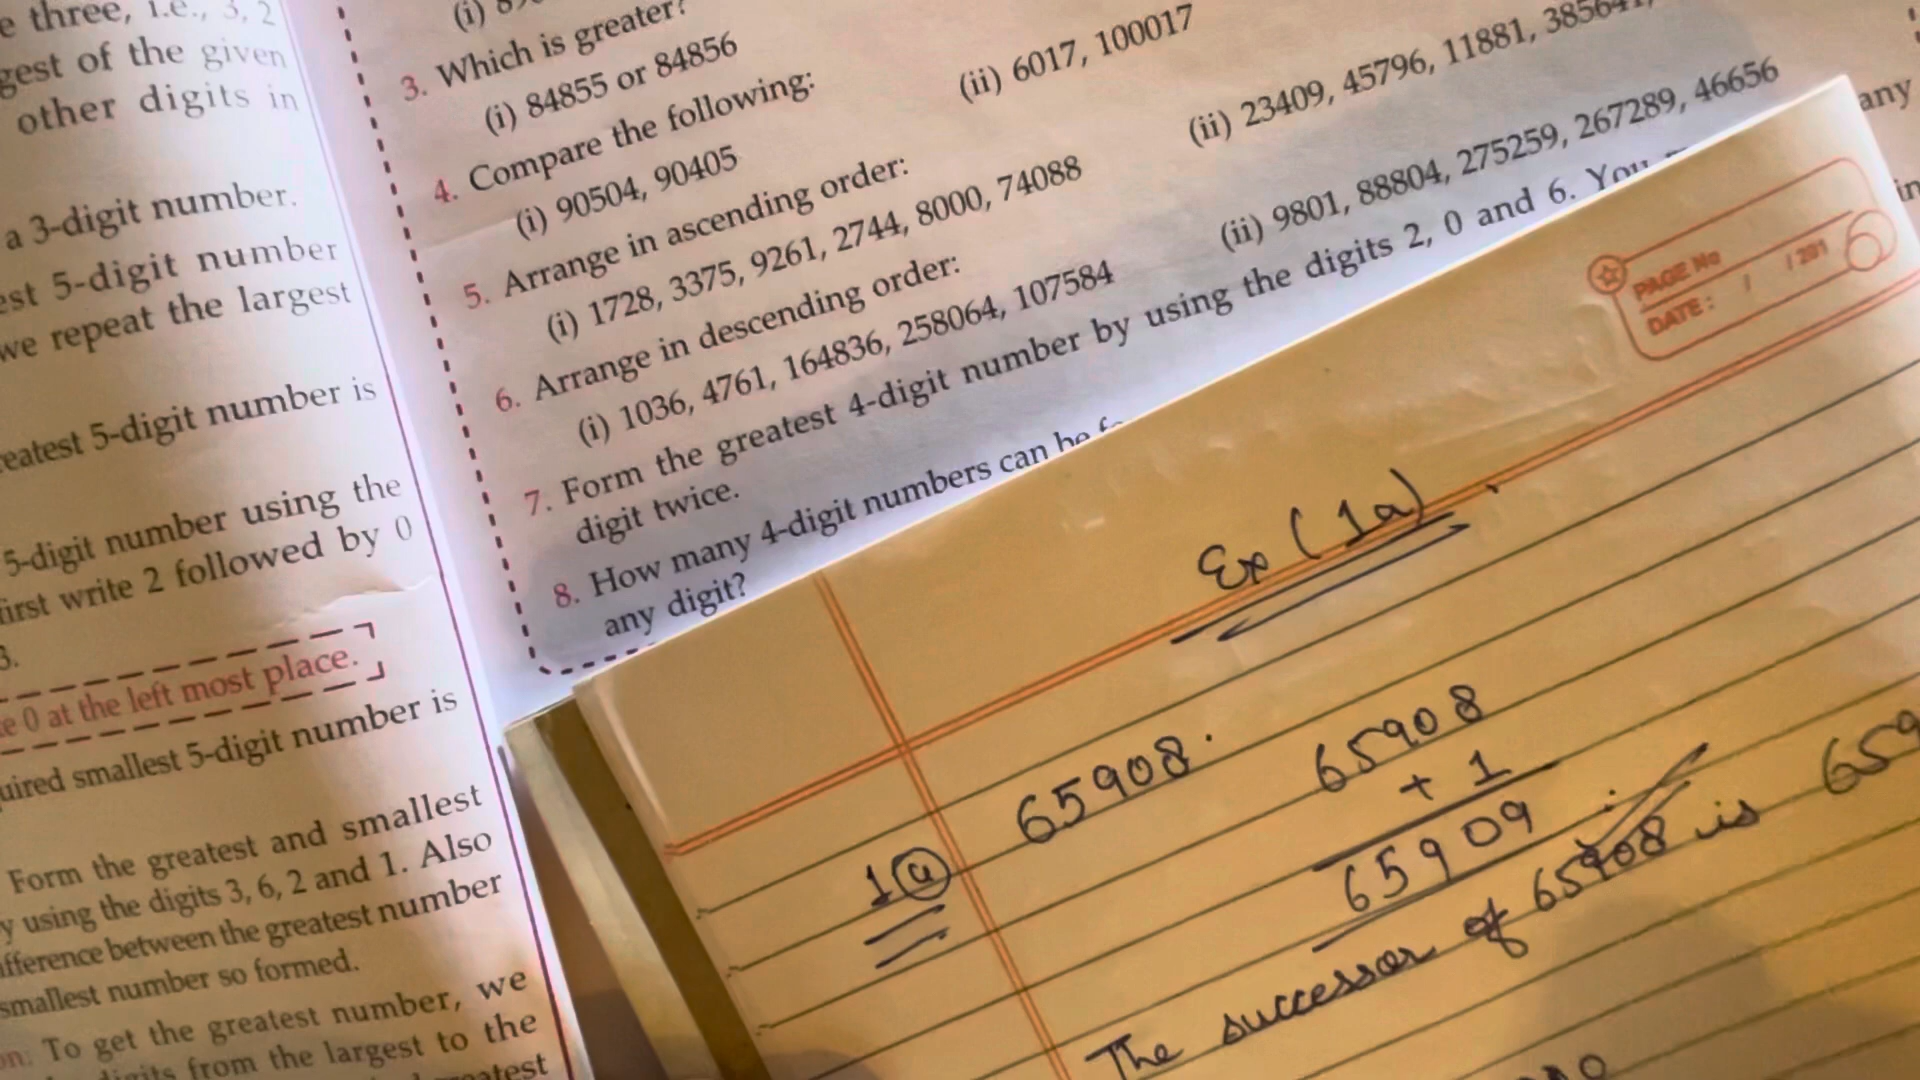 e three, i.e., 3, 2
gest of the given
other digits in
a 3-digit number.
est 5-digit number
we repeat the largest
eatest 5-digit number is
5-digit number using the
first write 2 followed by 0
3.
e 0 at the left most place.
uired smallest 5-digit number is
Form the greatest and smallest
y using the digits 3, 6, 2 and 1. Also
ifference between the greatest number
smallest number so formed.
on: To get the greatest number, we
digits from the largest to the
(i)
3. Which is greater?
(i) 84855 or 84856
4. Compare the following:
(i) 90504, 90405
(ii) 6017, 100017
5. Arrange in ascending order:
(i) 1728, 3375, 9261, 2744, 8000, 74088
(ii) 23409, 45796, 11881, 385641,
6. Arrange in descending order:
(i) 1036, 4761, 164836, 258064, 107584
(ii) 9801, 88804, 275259, 267289, 46656
7. Form the greatest 4-digit number by using the digits 2, 0 and 6. You
any
digit twice.
8. How many 4-digit numbers can be
in
any digit?
PAGE No
DATE: / / 201
6
Ex (1a)
1 (a) 65908.
65908
+ 1
65909
The successor of 65908 is 659